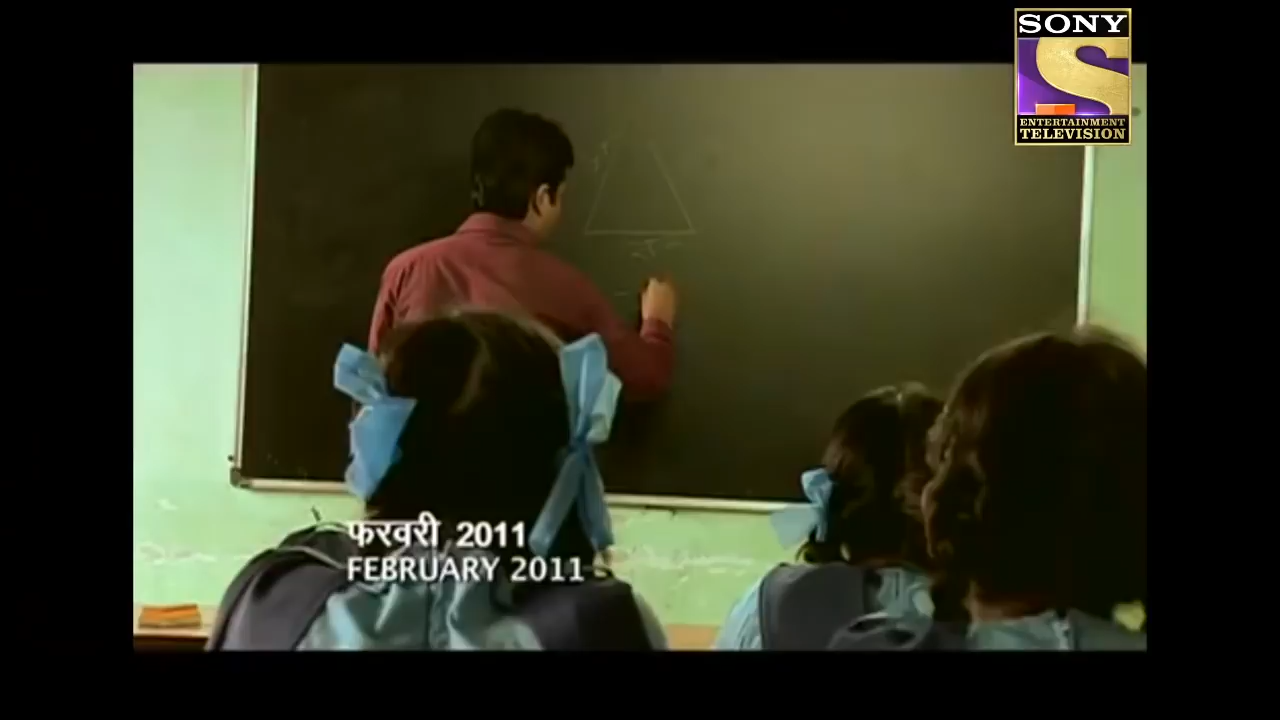 SONY
ENTERTAINMENT
TELEVISION
फरवरी 2011
FEBRUARY 2011